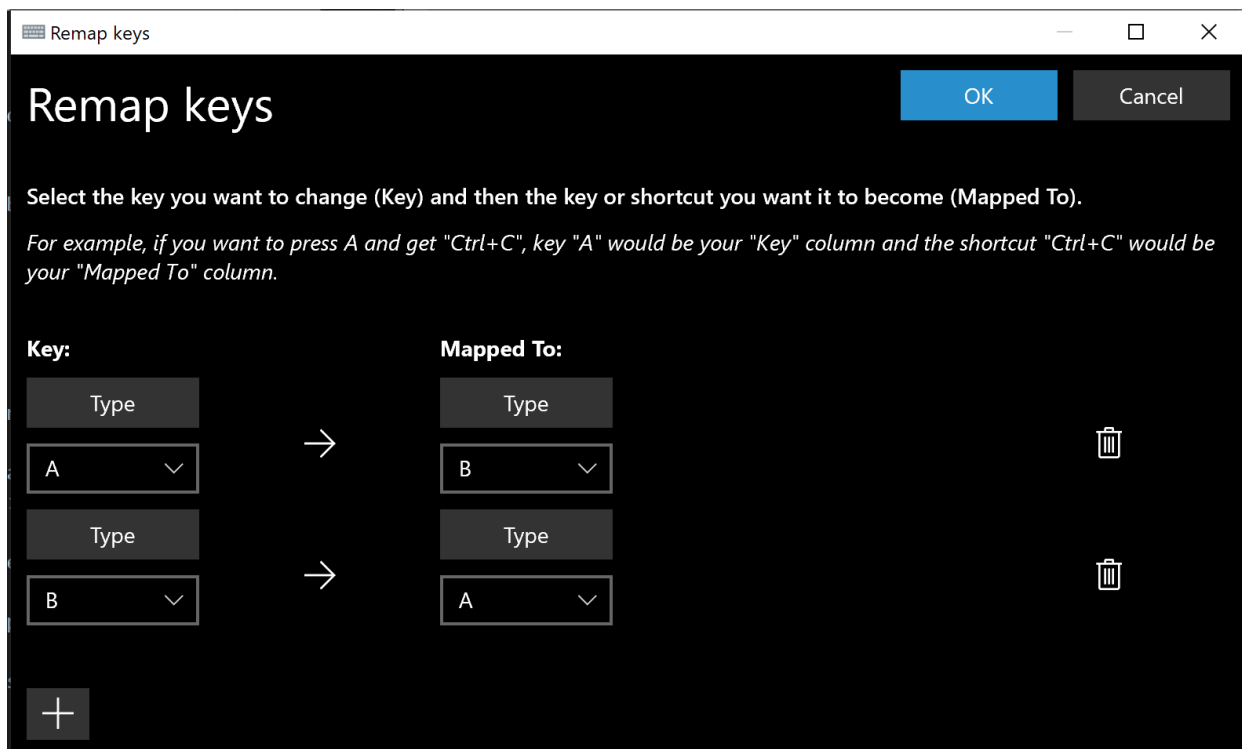 Remap keys
Remap keys
OK
Cancel
Select the key you want to change (Key) and then the key or shortcut you want it to become (Mapped To).
For example, if you want to press A and get "Ctrl+C", key "A" would be your "Key" column and the shortcut "Ctrl+C" would be
your "Mapped To" column.
Key:
Mapped To:
Type
Type
A
B
Type
Type
B
A